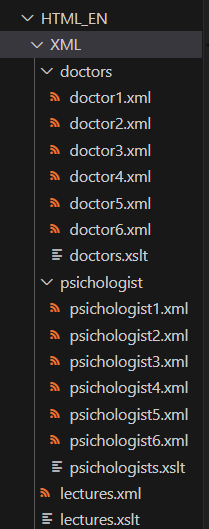 HTML_EN
XML
doctors
doctor1.xml
doctor2.xml
doctor3.xml
doctor4.xml
doctor5.xml
doctor6.xml
doctors.xslt
psichologist
psichologist1.xml
psichologist2.xml
psichologist3.xml
psichologist4.xml
psichologist5.xml
psichologist6.xml
psichologists.xslt
lectures.xml
lectures.xslt